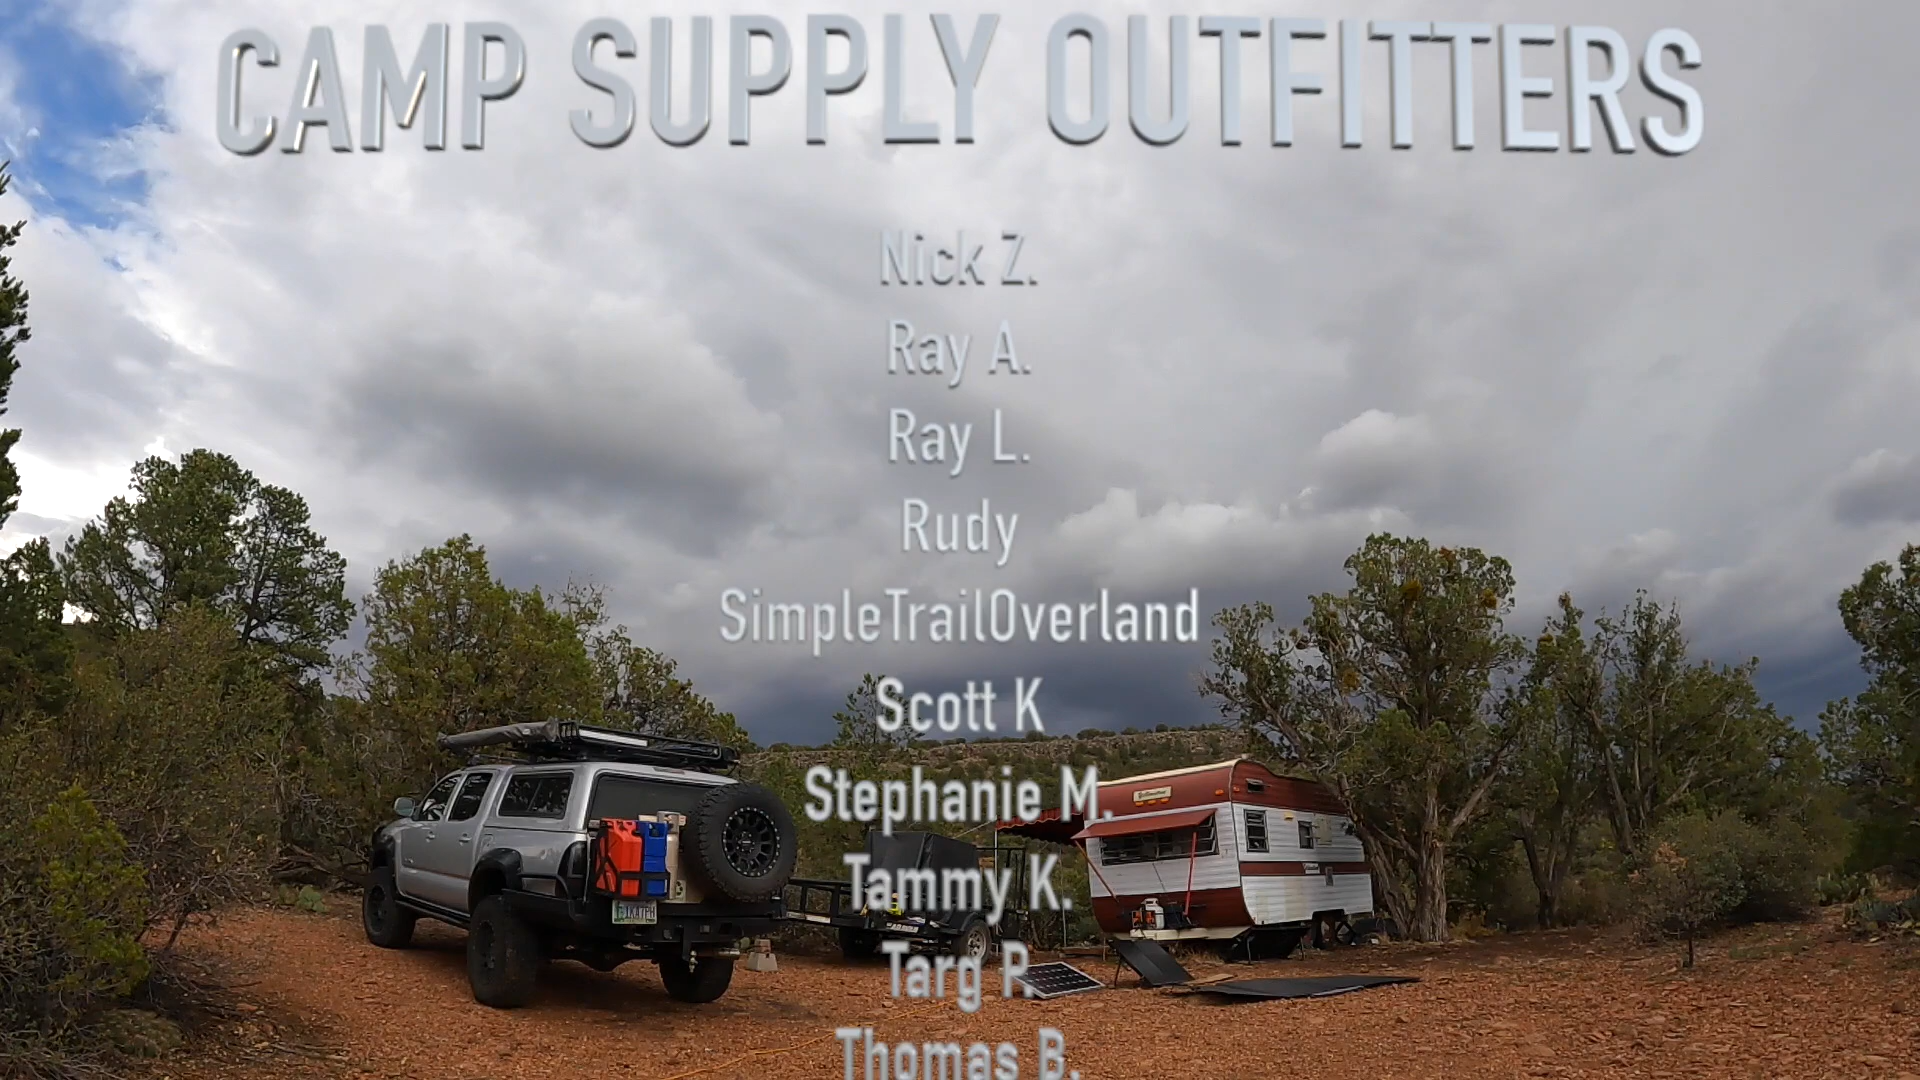 CAMP SUPPLY OUTFITTERS
Nick Z.
Ray A.
Ray L.
Rudy
SimpleTrailOverland
Scott K
Stephanie M.
Tammy K.
Targ P.
Thomas B.